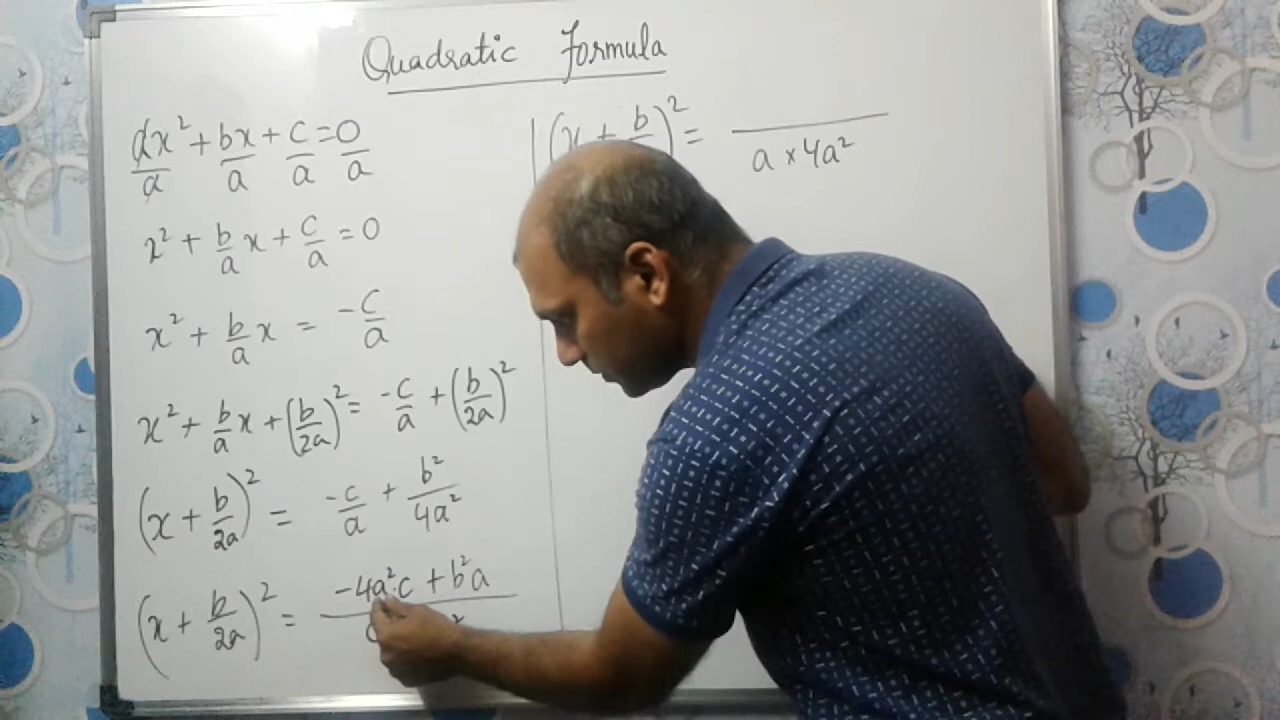 Quadratic Formula
ax²/a + bx/a + c/a = 0/a
x² + b/a x + c/a = 0
x² + b/a x = -c/a
x² + b/a x + (b/2a)² = -c/a + (b/2a)²
(x + b/2a)² = -c/a + b²/4a²
(x + b/2a)² = -4a²c + b²a
(x + b/)² = /a × 4a²